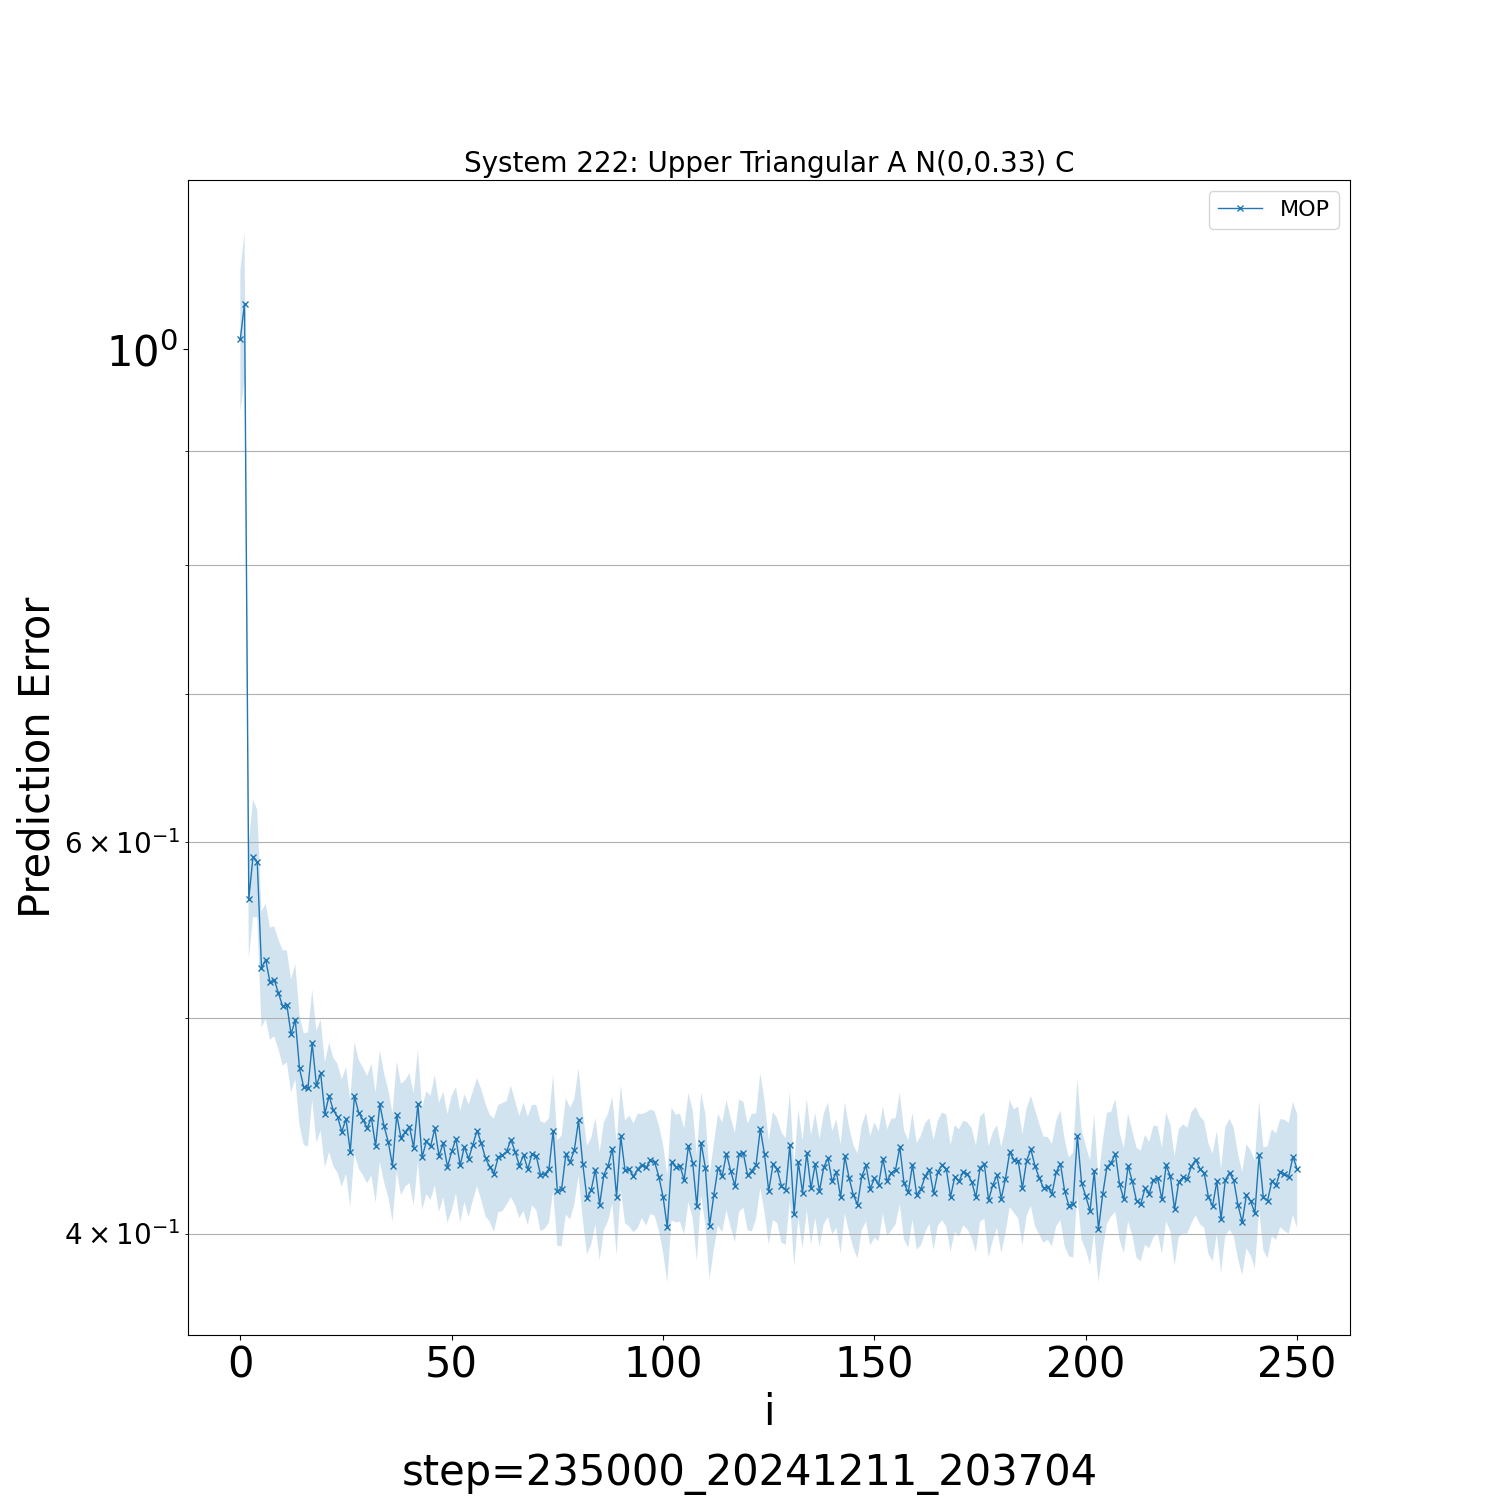 System 222: Upper Triangular A N(0,0.33) C
MOP
10⁰
6 × 10⁻¹
4 × 10⁻¹
Prediction Error
0 50 100 150 200 250
i
step=235000_20241211_203704